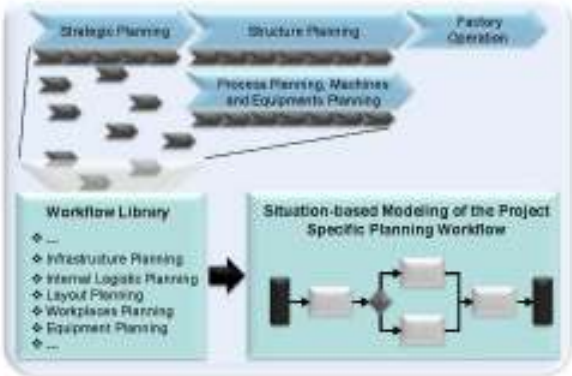 Strategic Planning
Structure Planning
Factory
Operation
Process Planning, Machines
and Equipments Planning
Workflow Library
❖ ...
❖ Infrastructure Planning
❖ Internal Logistic Planning
❖ Layout Planning
❖ Workplaces Planning
❖ Equipment Planning
❖ ...
Situation-based Modeling of the Project
Specific Planning Workflow